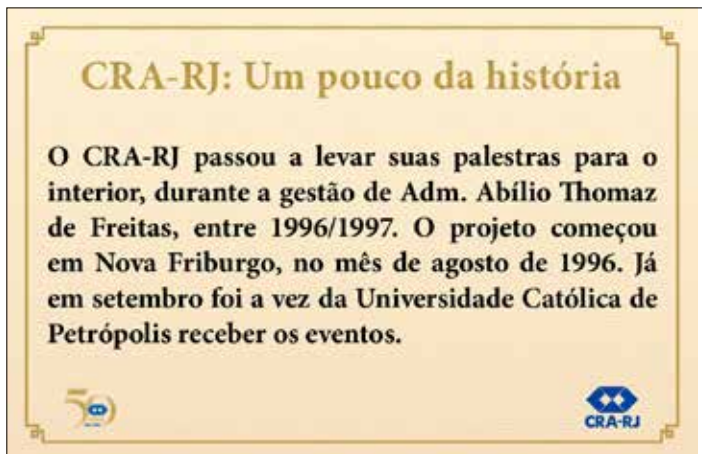 CRA-RJ: Um pouco da história
O CRA-RJ passou a levar suas palestras para o
interior, durante a gestão de Adm. Abílio Thomaz
de Freitas, entre 1996/1997. O projeto começou
em Nova Friburgo, no mês de agosto de 1996. Já
em setembro foi a vez da Universidade Católica de
Petrópolis receber os eventos.
50
CRA-RJ